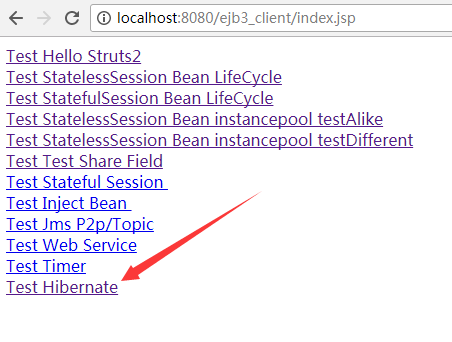 localhost:8080/ejb3_client/index.jsp
Test Hello Struts2
Test StatelessSession Bean LifeCycle
Test StatefulSession Bean LifeCycle
Test StatelessSession Bean instancepool testAlike
Test StatelessSession Bean instancepool testDifferent
Test Test Share Field
Test Stateful Session
Test Inject Bean
Test Jms P2p/Topic
Test Web Service
Test Timer
Test Hibernate